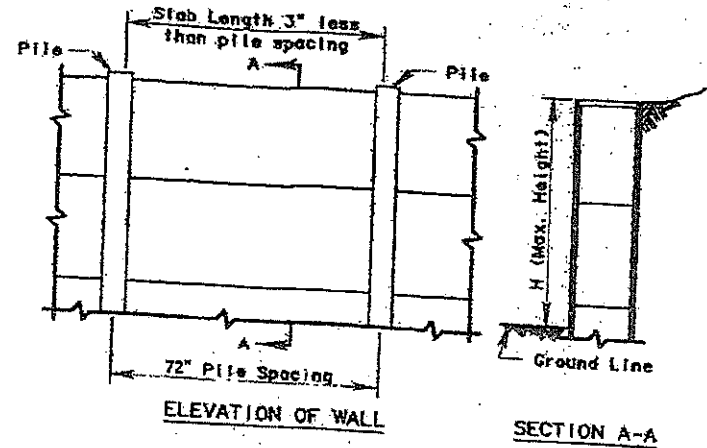 Slab Length 3" less
than pile spacing
Pile
A
Pile
H (Max. Height)
A
Ground Line
72" Pile Spacing
ELEVATION OF WALL
SECTION A-A